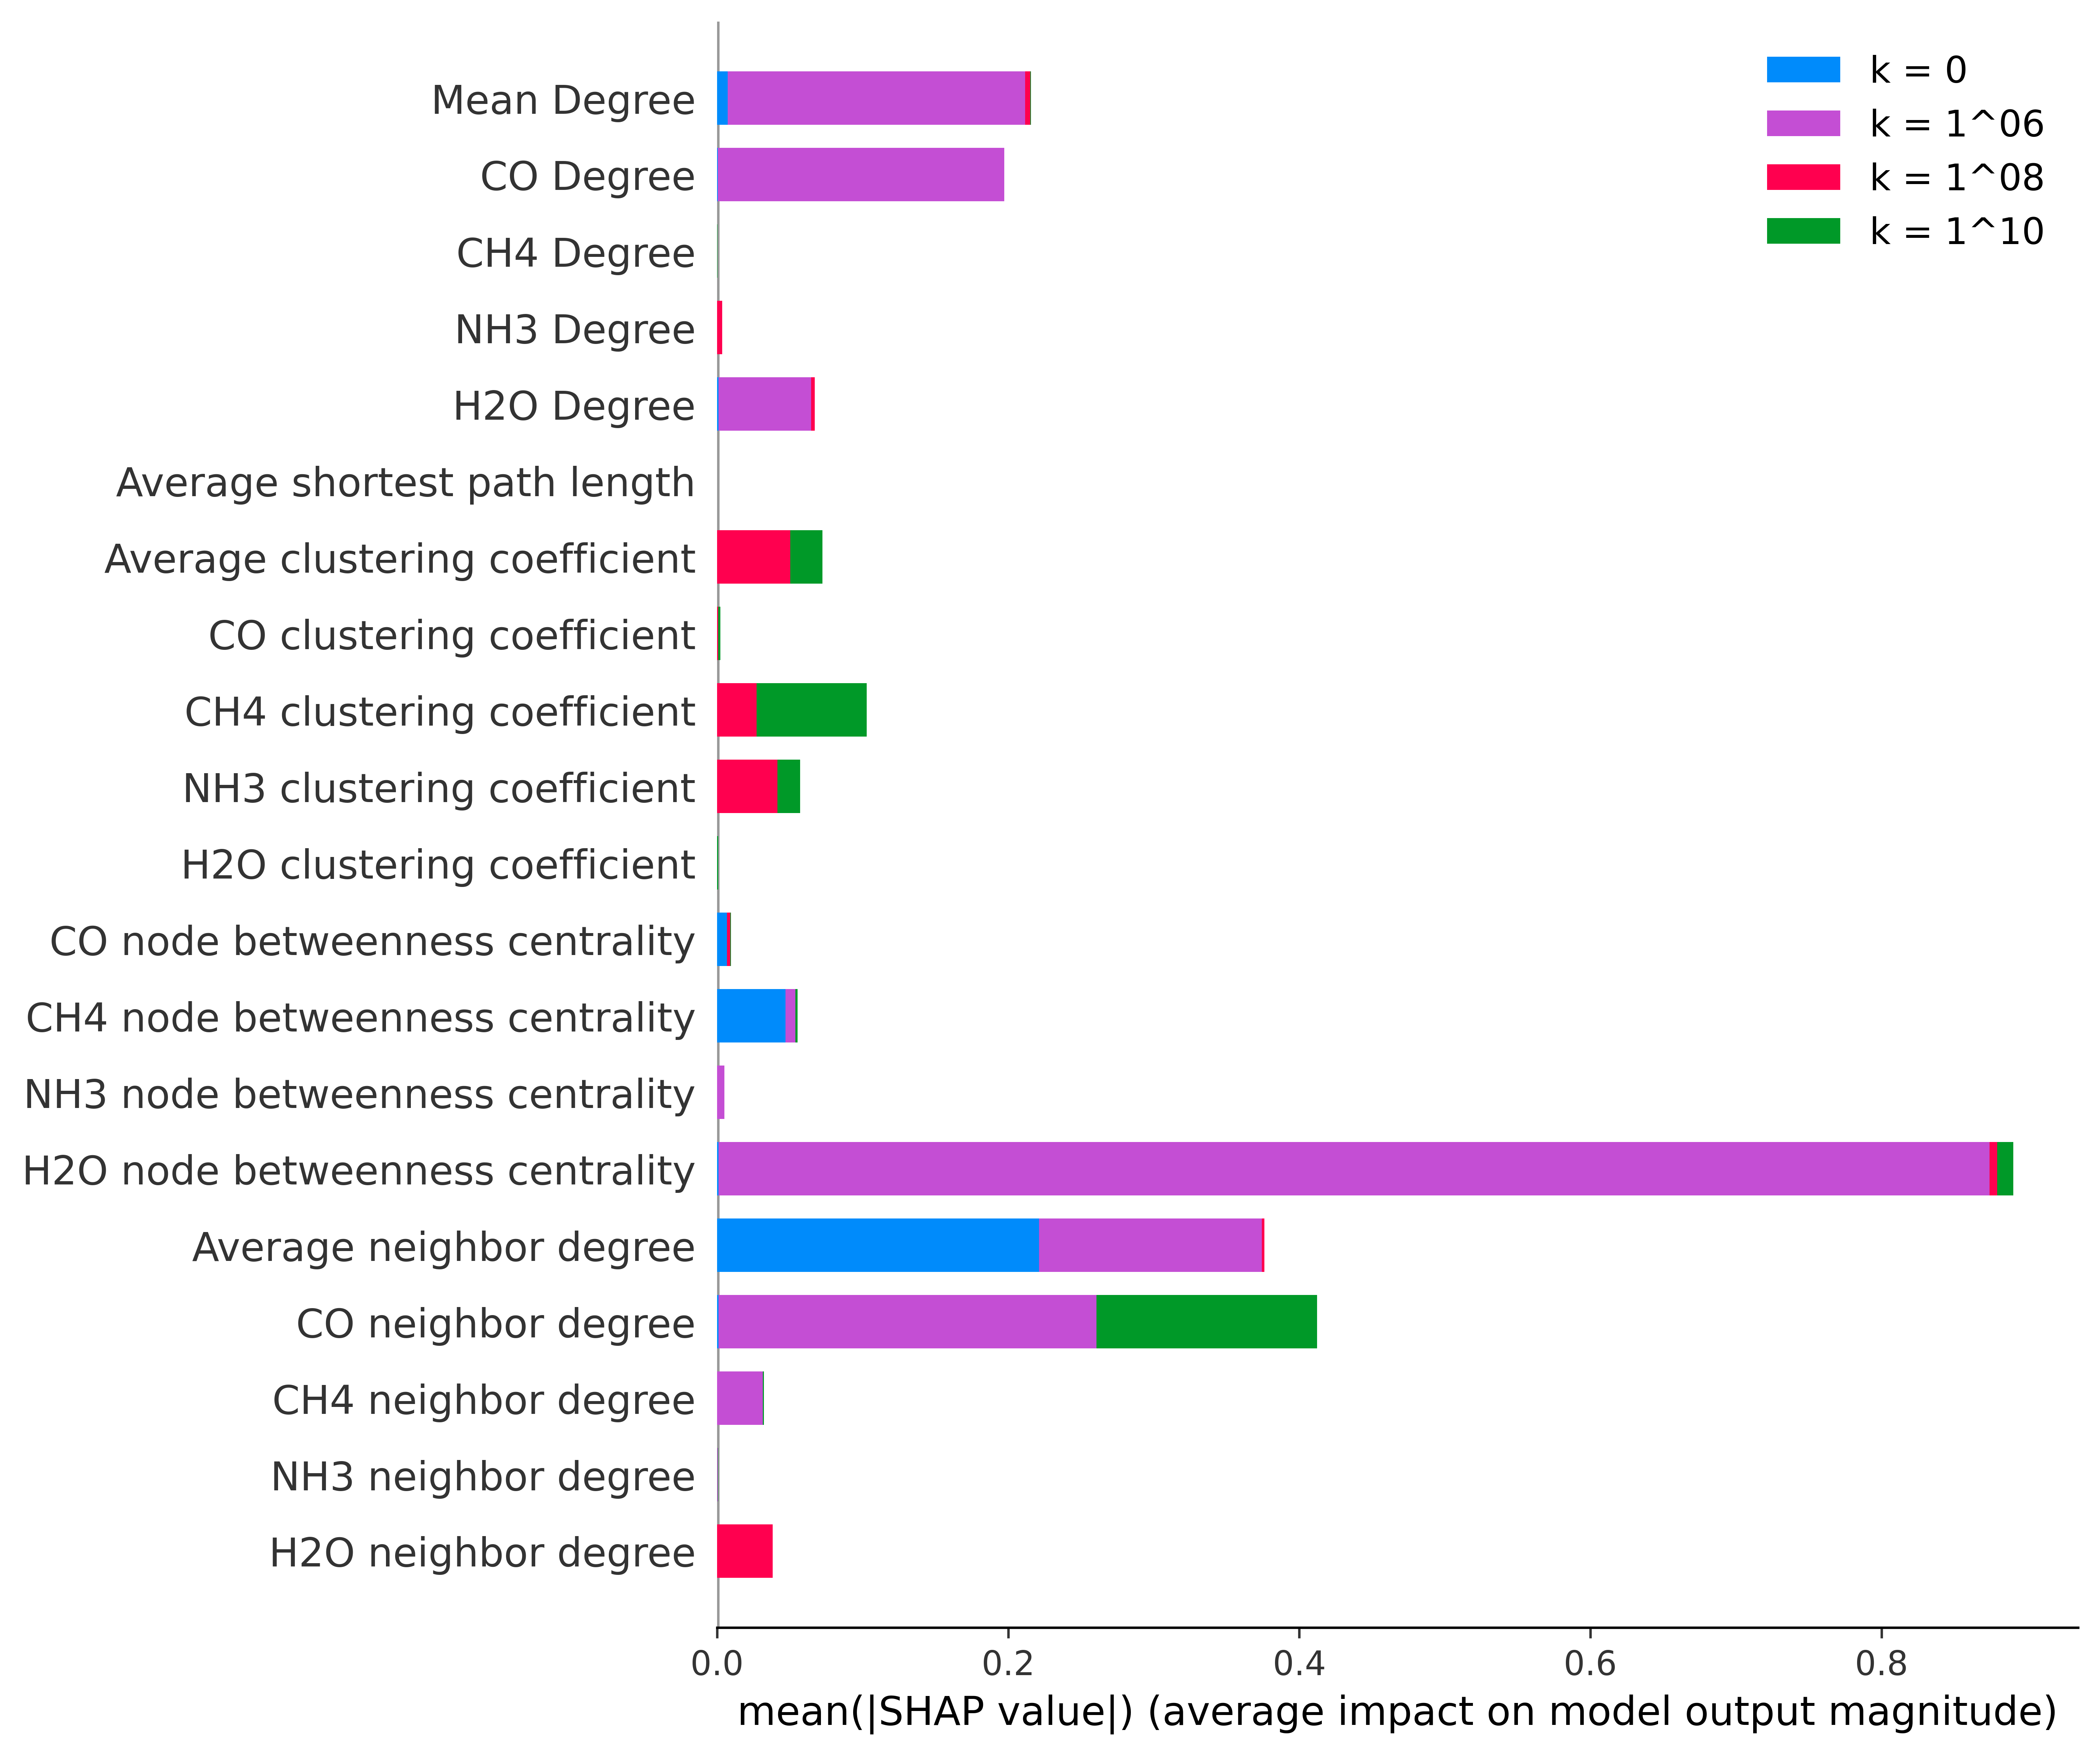 Mean Degree
CO Degree
CH4 Degree
NH3 Degree
H2O Degree
Average shortest path length
Average clustering coefficient
CO clustering coefficient
CH4 clustering coefficient
NH3 clustering coefficient
H2O clustering coefficient
CO node betweenness centrality
CH4 node betweenness centrality
NH3 node betweenness centrality
H2O node betweenness centrality
Average neighbor degree
CO neighbor degree
CH4 neighbor degree
NH3 neighbor degree
H2O neighbor degree
k = 0
k = 1^06
k = 1^08
k = 1^10
0.0 0.2 0.4 0.6 0.8
mean(|SHAP value|) (average impact on model output magnitude)